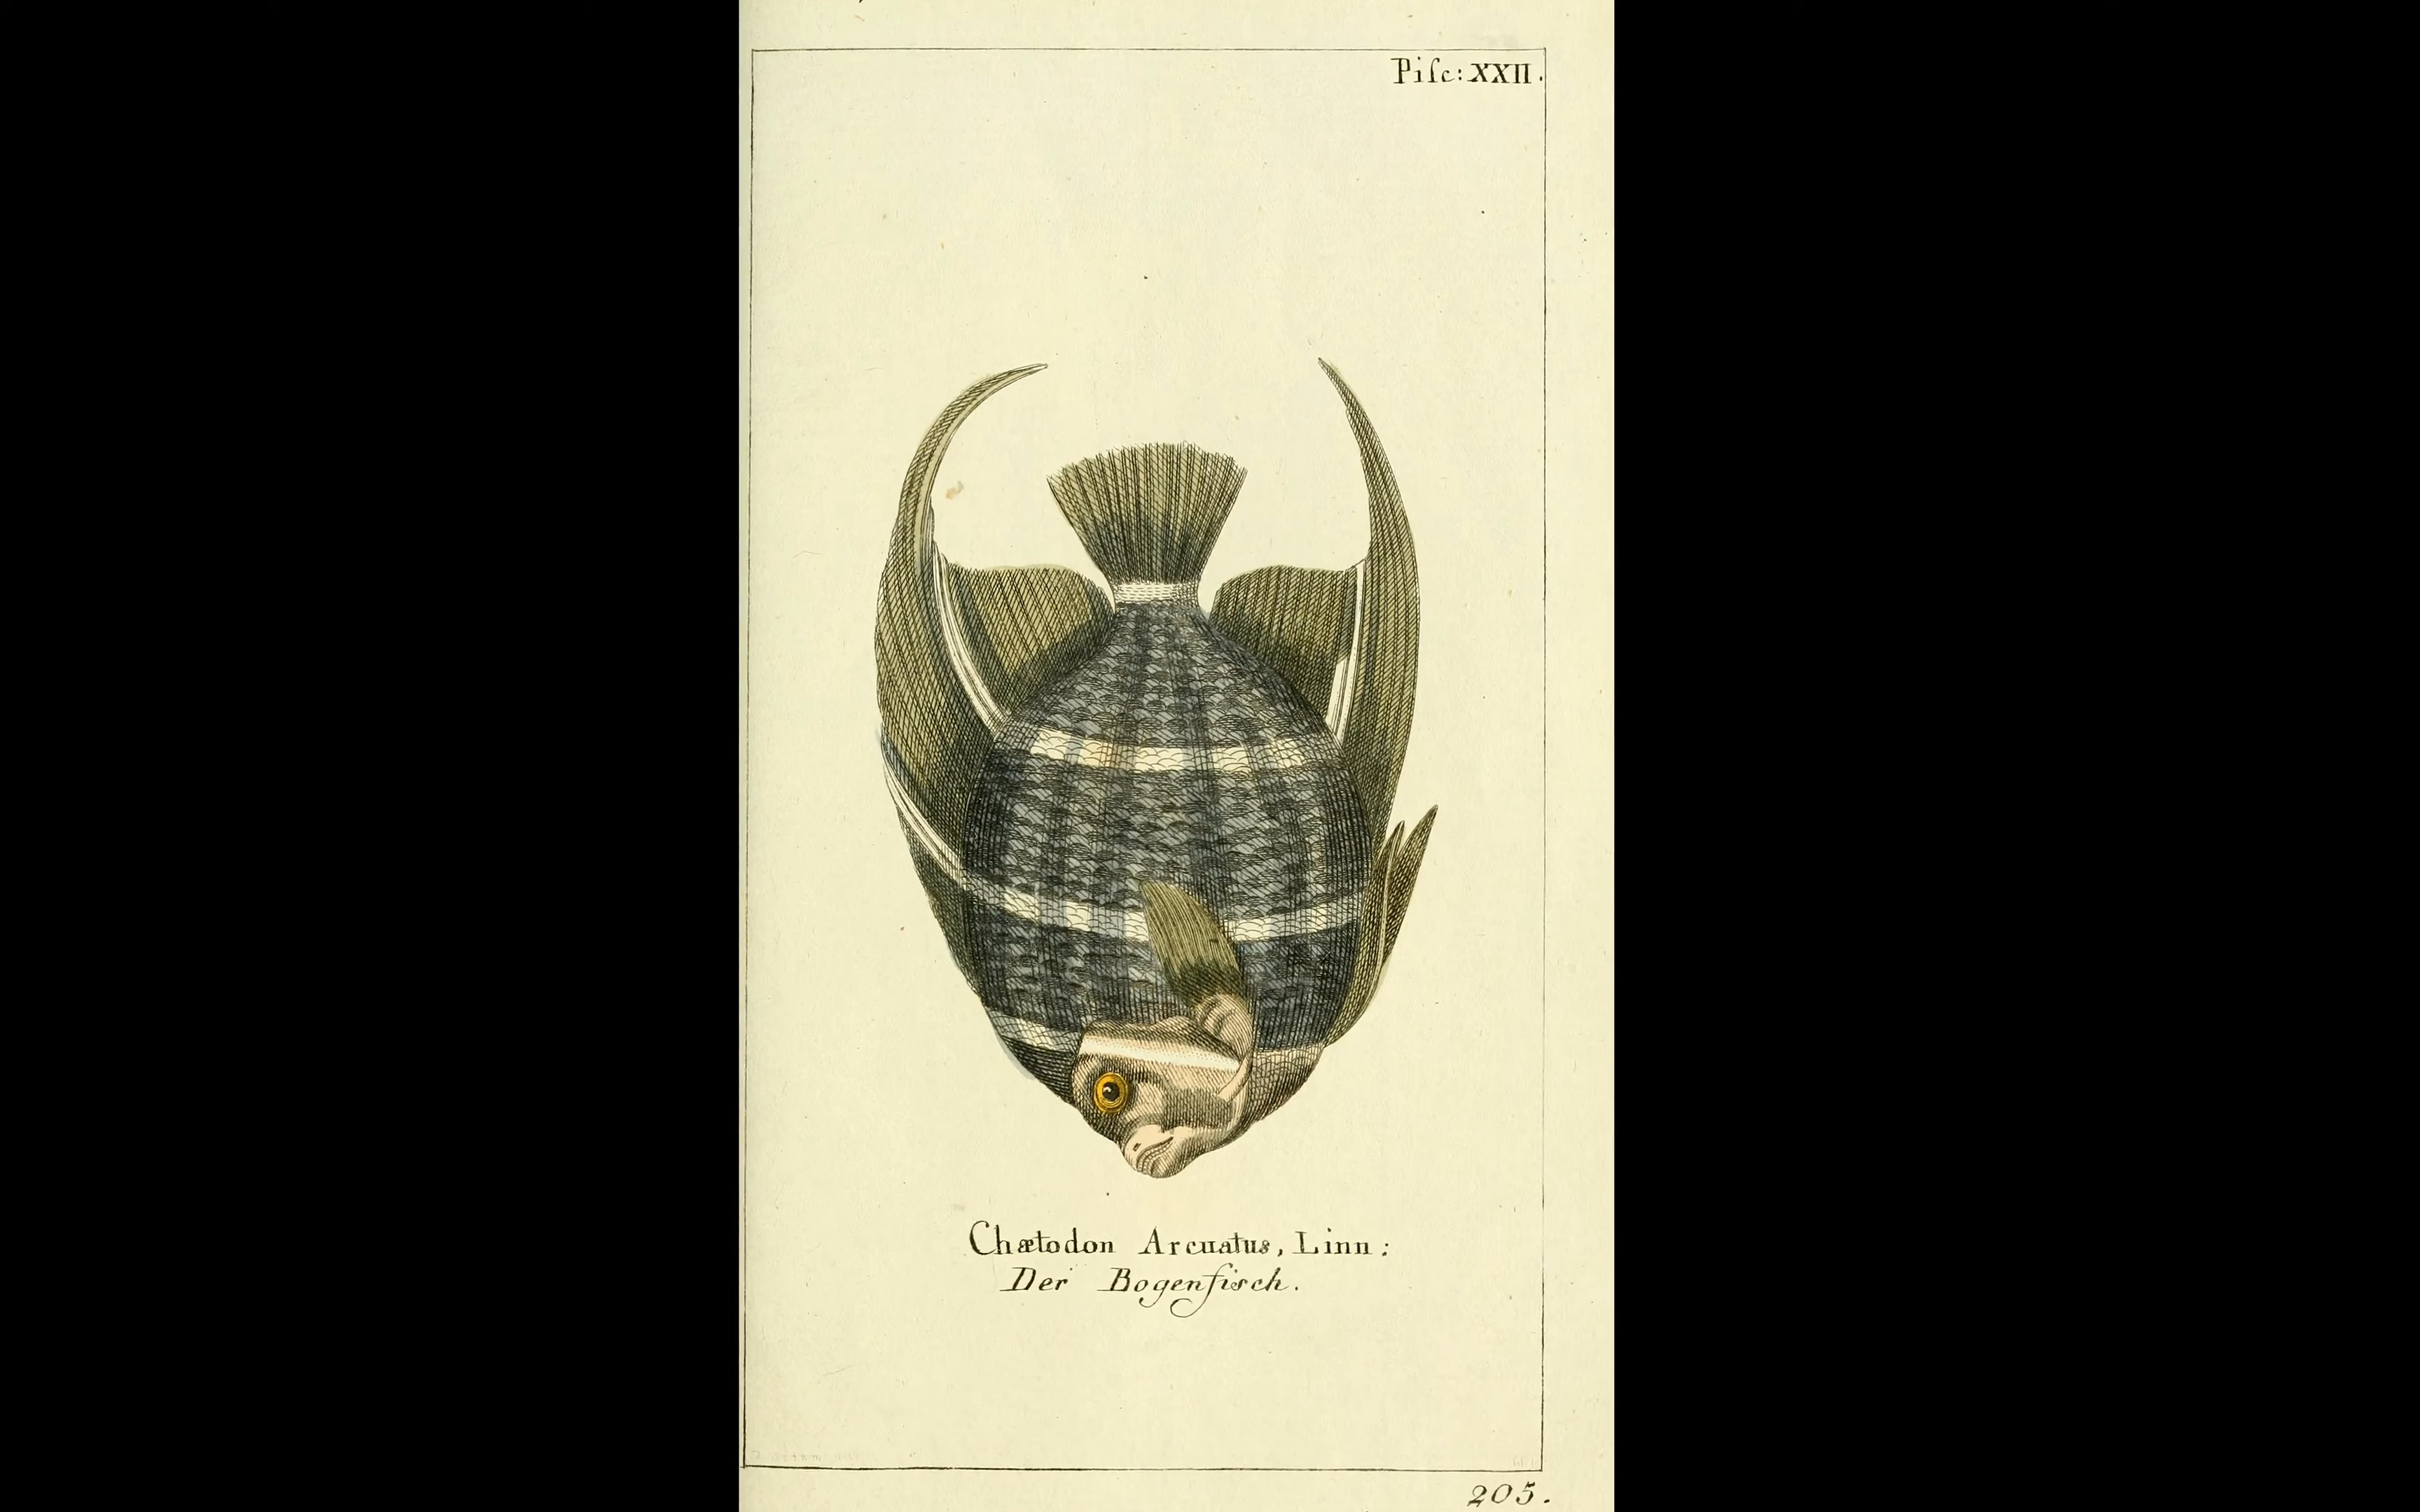 Piſc: XXII.
Chætodon Arcuatus, Linn:
Der Bogenfisch.
205.